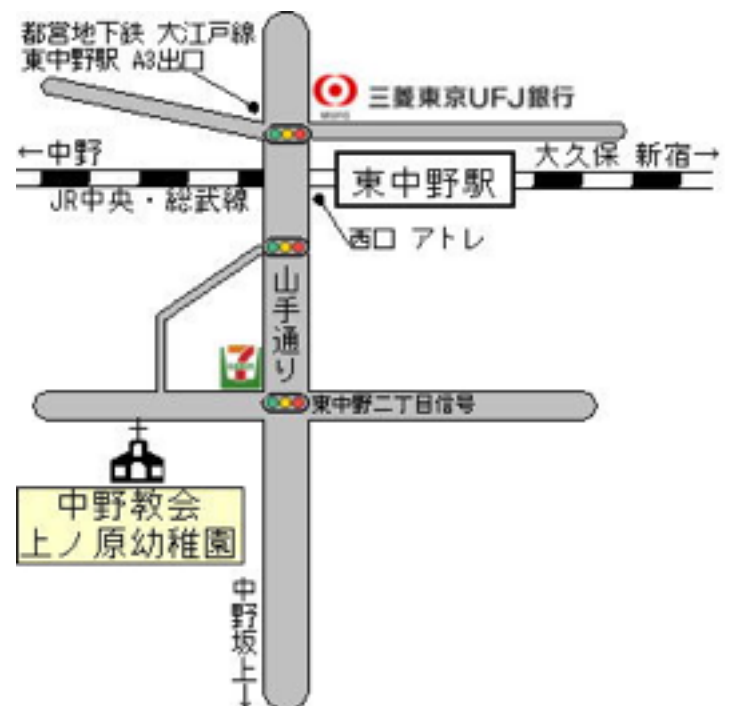 都営地下鉄 大江戸線
東中野駅 A3出口
三菱東京UFJ銀行
←中野
大久保 新宿→
東中野駅
JR中央・総武線
西口 アトレ
山手通り
7
東中野二丁目信号
中野教会
上ノ原幼稚園
中野坂上→